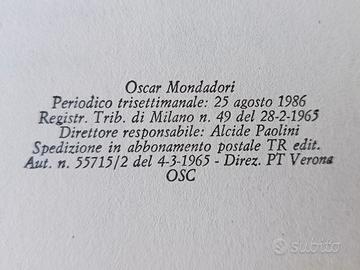 Oscar Mondadori
Periodico trisettimanale: 25 agosto 1986
Registr. Trib. di Milano n. 49 del 28-2-1965
Direttore responsabile: Alcide Paolini
Spedizione in abbonamento postale TR edit.
Aut. n. 55715/2 del 4-3-1965 - Direz. PT Verona
OSC
subito